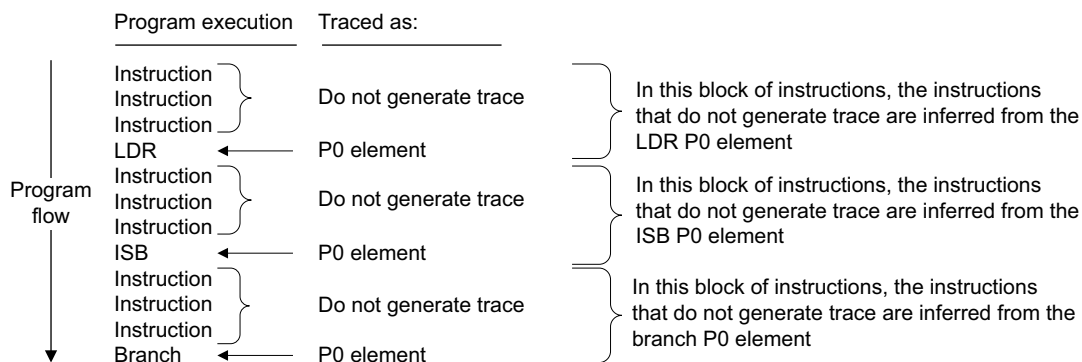 Program execution
Traced as:
Instruction
Instruction
Instruction
Do not generate trace
In this block of instructions, the instructions
that do not generate trace are inferred from the
LDR P0 element
LDR
P0 element
Program
flow
Instruction
Instruction
Instruction
Do not generate trace
In this block of instructions, the instructions
that do not generate trace are inferred from the
ISB P0 element
ISB
P0 element
Instruction
Instruction
Instruction
Do not generate trace
In this block of instructions, the instructions
that do not generate trace are inferred from the
branch P0 element
Branch
P0 element